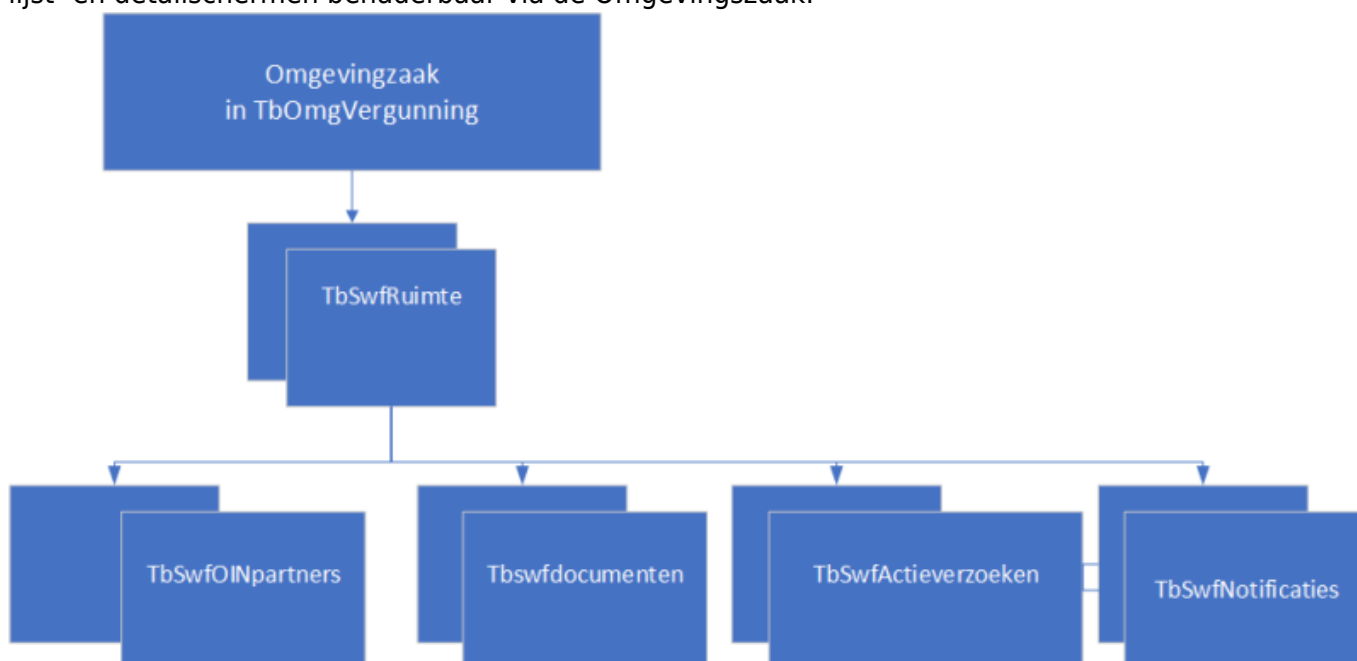 lijst- en detailschermen benaderbaar via de Omgevingszaak.
Omgevingzaak
in TbOmgVergunning
TbSwfRuimte
TbSwfOINpartners
Tbswfdocumenten
TbSwfActieverzoeken
TbSwfNotificaties